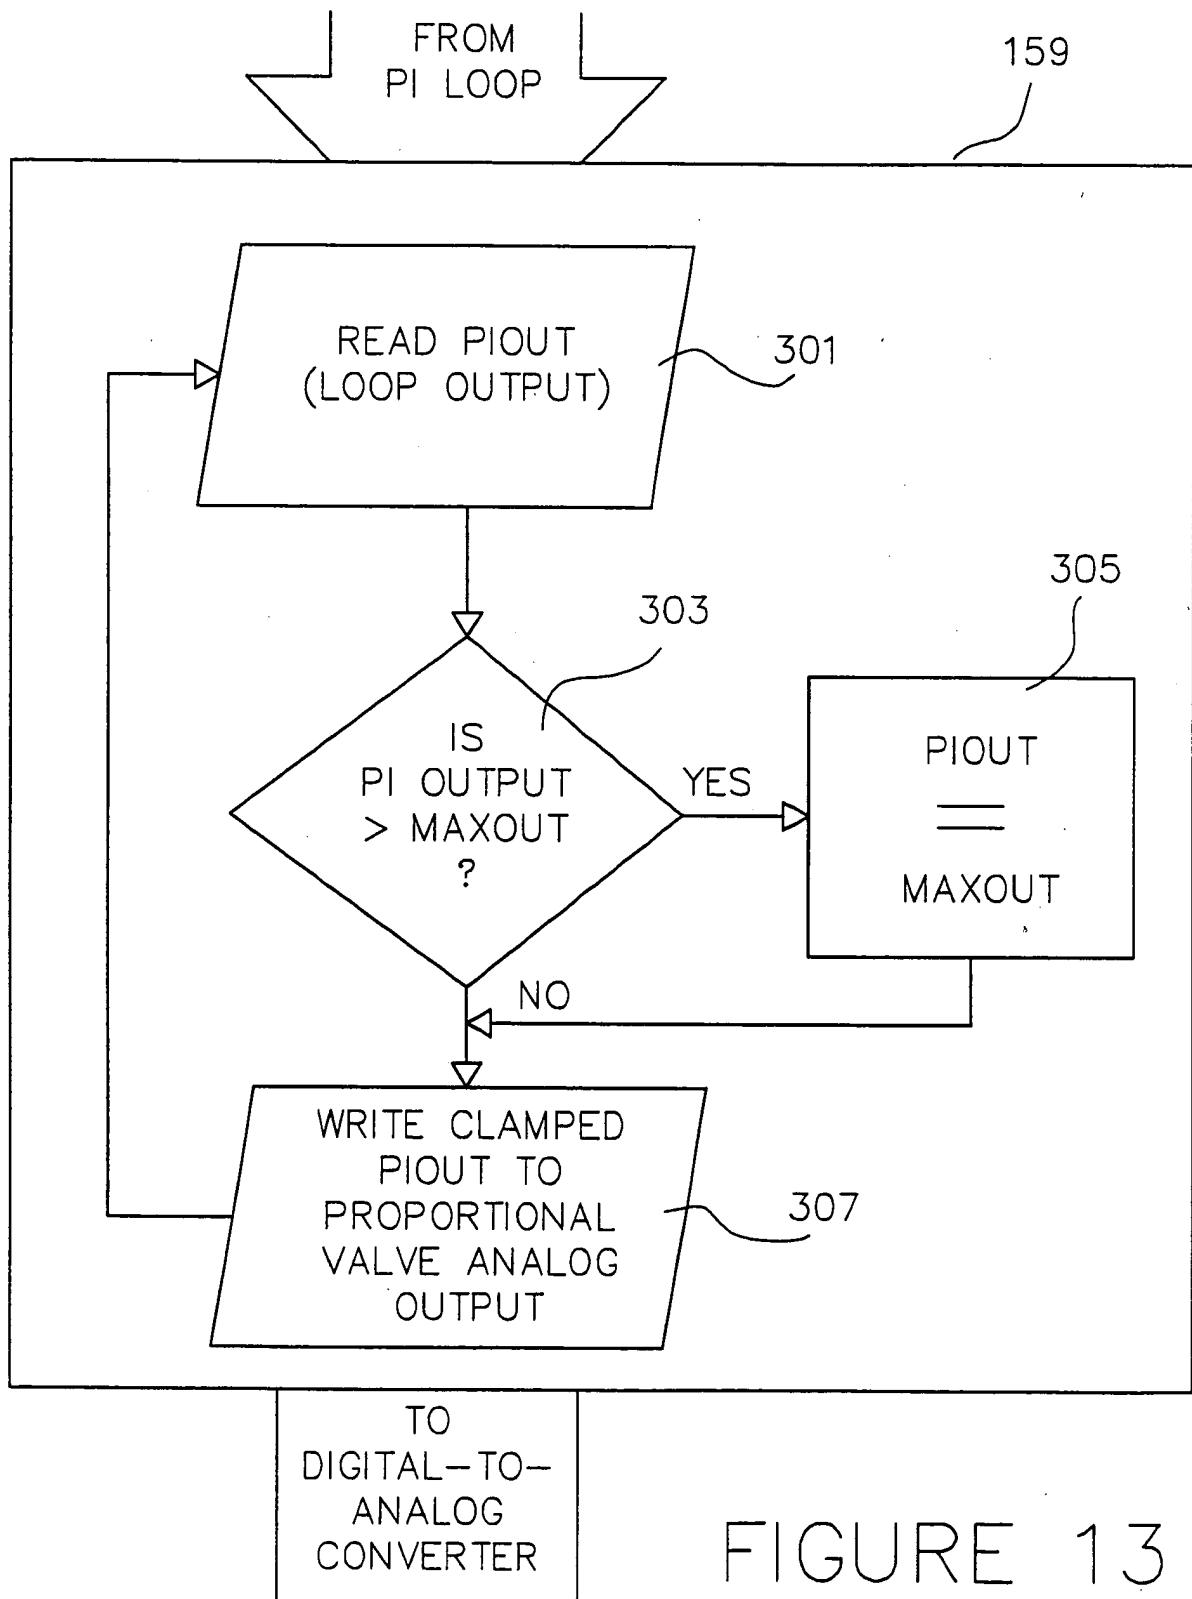 FROM
PI LOOP
159
READ PIOUT
(LOOP OUTPUT)
301
303
305
IS
PI OUTPUT
> MAXOUT
?
YES
PIOUT
=
MAXOUT
NO
WRITE CLAMPED
PIOUT TO
PROPORTIONAL
VALVE ANALOG
OUTPUT
307
TO
DIGITAL-TO-
ANALOG
CONVERTER
FIGURE 13